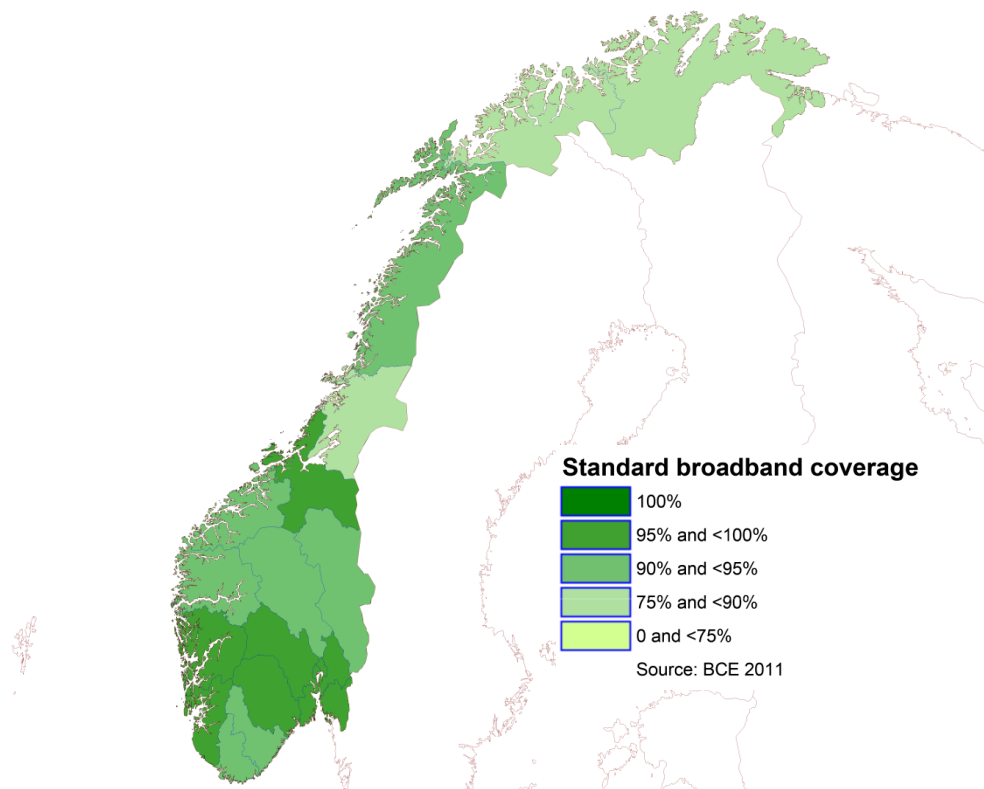 Standard broadband coverage
100%
95% and <100%
90% and <95%
75% and <90%
0 and <75%
Source: BCE 2011